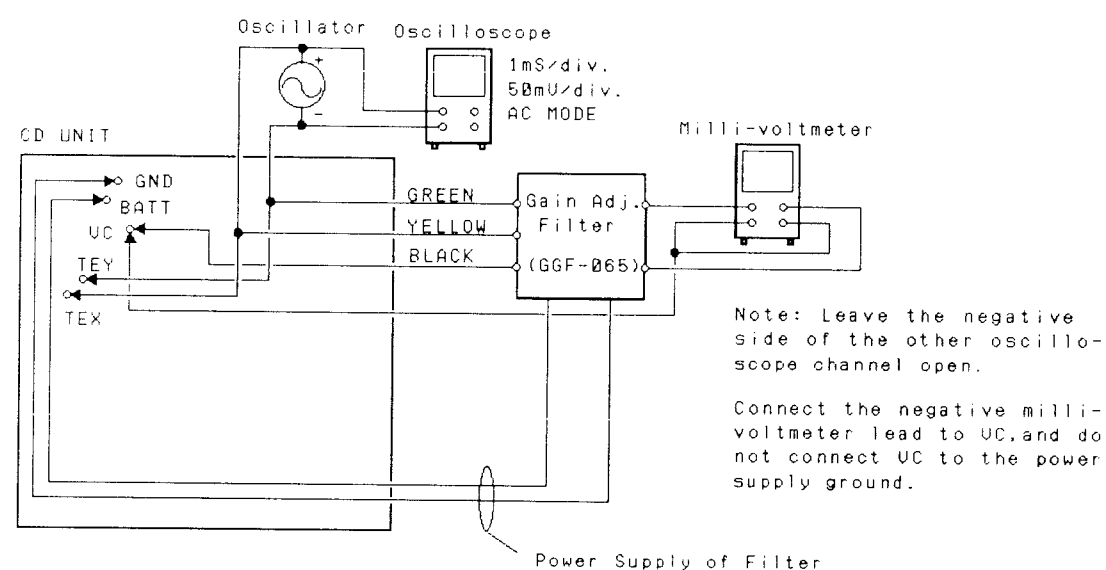 Oscillator
Oscilloscope
+
-
1mS/div.
50mV/div.
AC MODE
Milli-voltmeter
CD UNIT
GND
BATT
VC
TEY
TEX
GREEN
YELLOW
BLACK
Gain Adj.
Filter
(GGF-065)
Note: Leave the negative
side of the other oscillo-
scope channel open.
Connect the negative milli-
voltmeter lead to VC,and do
not connect VC to the power
supply ground.
Power Supply of Filter